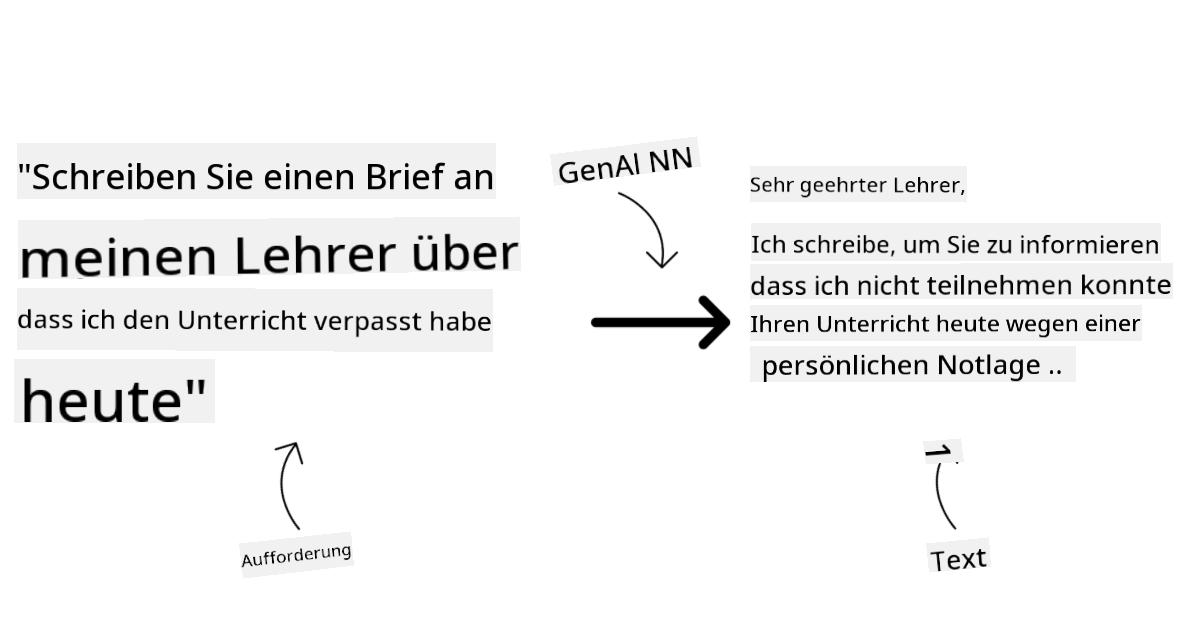 "Schreiben Sie einen Brief an
meinen Lehrer über
dass ich den Unterricht verpasst habe
heute"
Aufforderung
GenAI NN
Sehr geehrter Lehrer,
Ich schreibe, um Sie zu informieren
dass ich nicht teilnehmen konnte
Ihren Unterricht heute wegen einer
persönlichen Notlage ..
Text